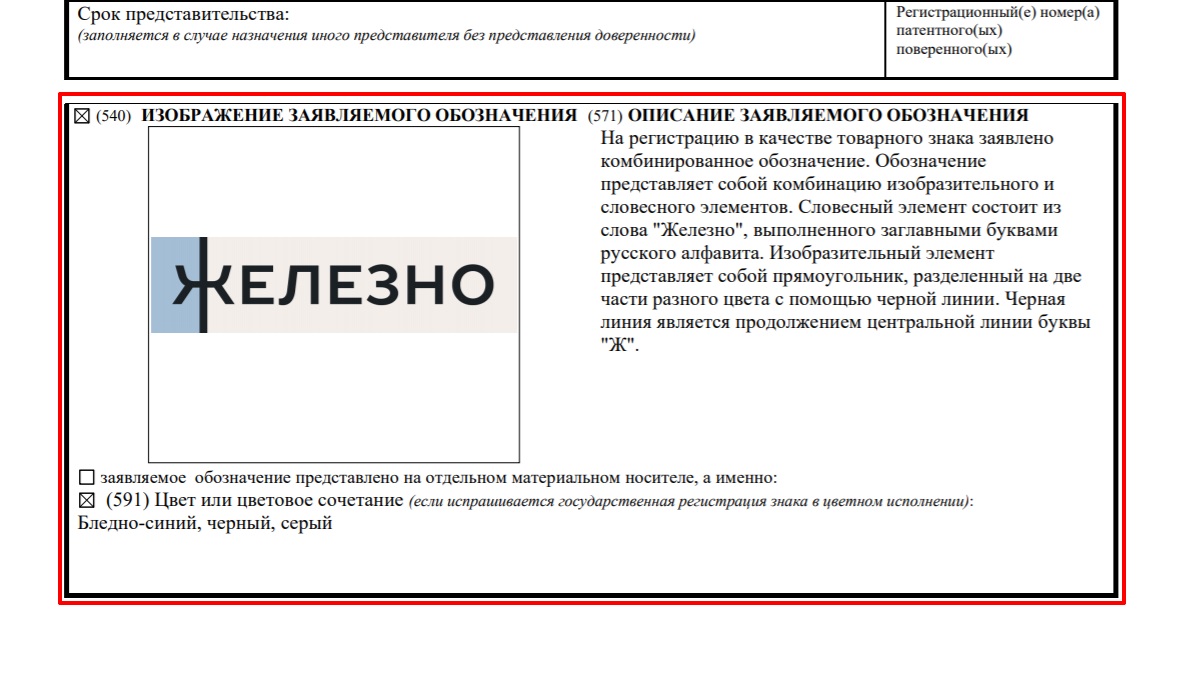 Срок представительства:
(заполняется в случае назначения иного представителя без представления доверенности)
Регистрационный(е) номер(а)
патентного(ых)
поверенного(ых)
(540) ИЗОБРАЖЕНИЕ ЗАЯВЛЯЕМОГО ОБОЗНАЧЕНИЯ
ЖЕЛЕЗНО
(571) ОПИСАНИЕ ЗАЯВЛЯЕМОГО ОБОЗНАЧЕНИЯ
На регистрацию в качестве товарного знака заявлено
комбинированное обозначение. Обозначение
представляет собой комбинацию изобразительного и
словесного элементов. Словесный элемент состоит из
слова "Железно", выполненного заглавными буквами
русского алфавита. Изобразительный элемент
представляет собой прямоугольник, разделенный на две
части разного цвета с помощью черной линии. Черная
линия является продолжением центральной линии буквы
"Ж".
заявляемое обозначение представлено на отдельном материальном носителе, а именно:
(591) Цвет или цветовое сочетание (если испрашивается государственная регистрация знака в цветном исполнении):
Бледно-синий, черный, серый